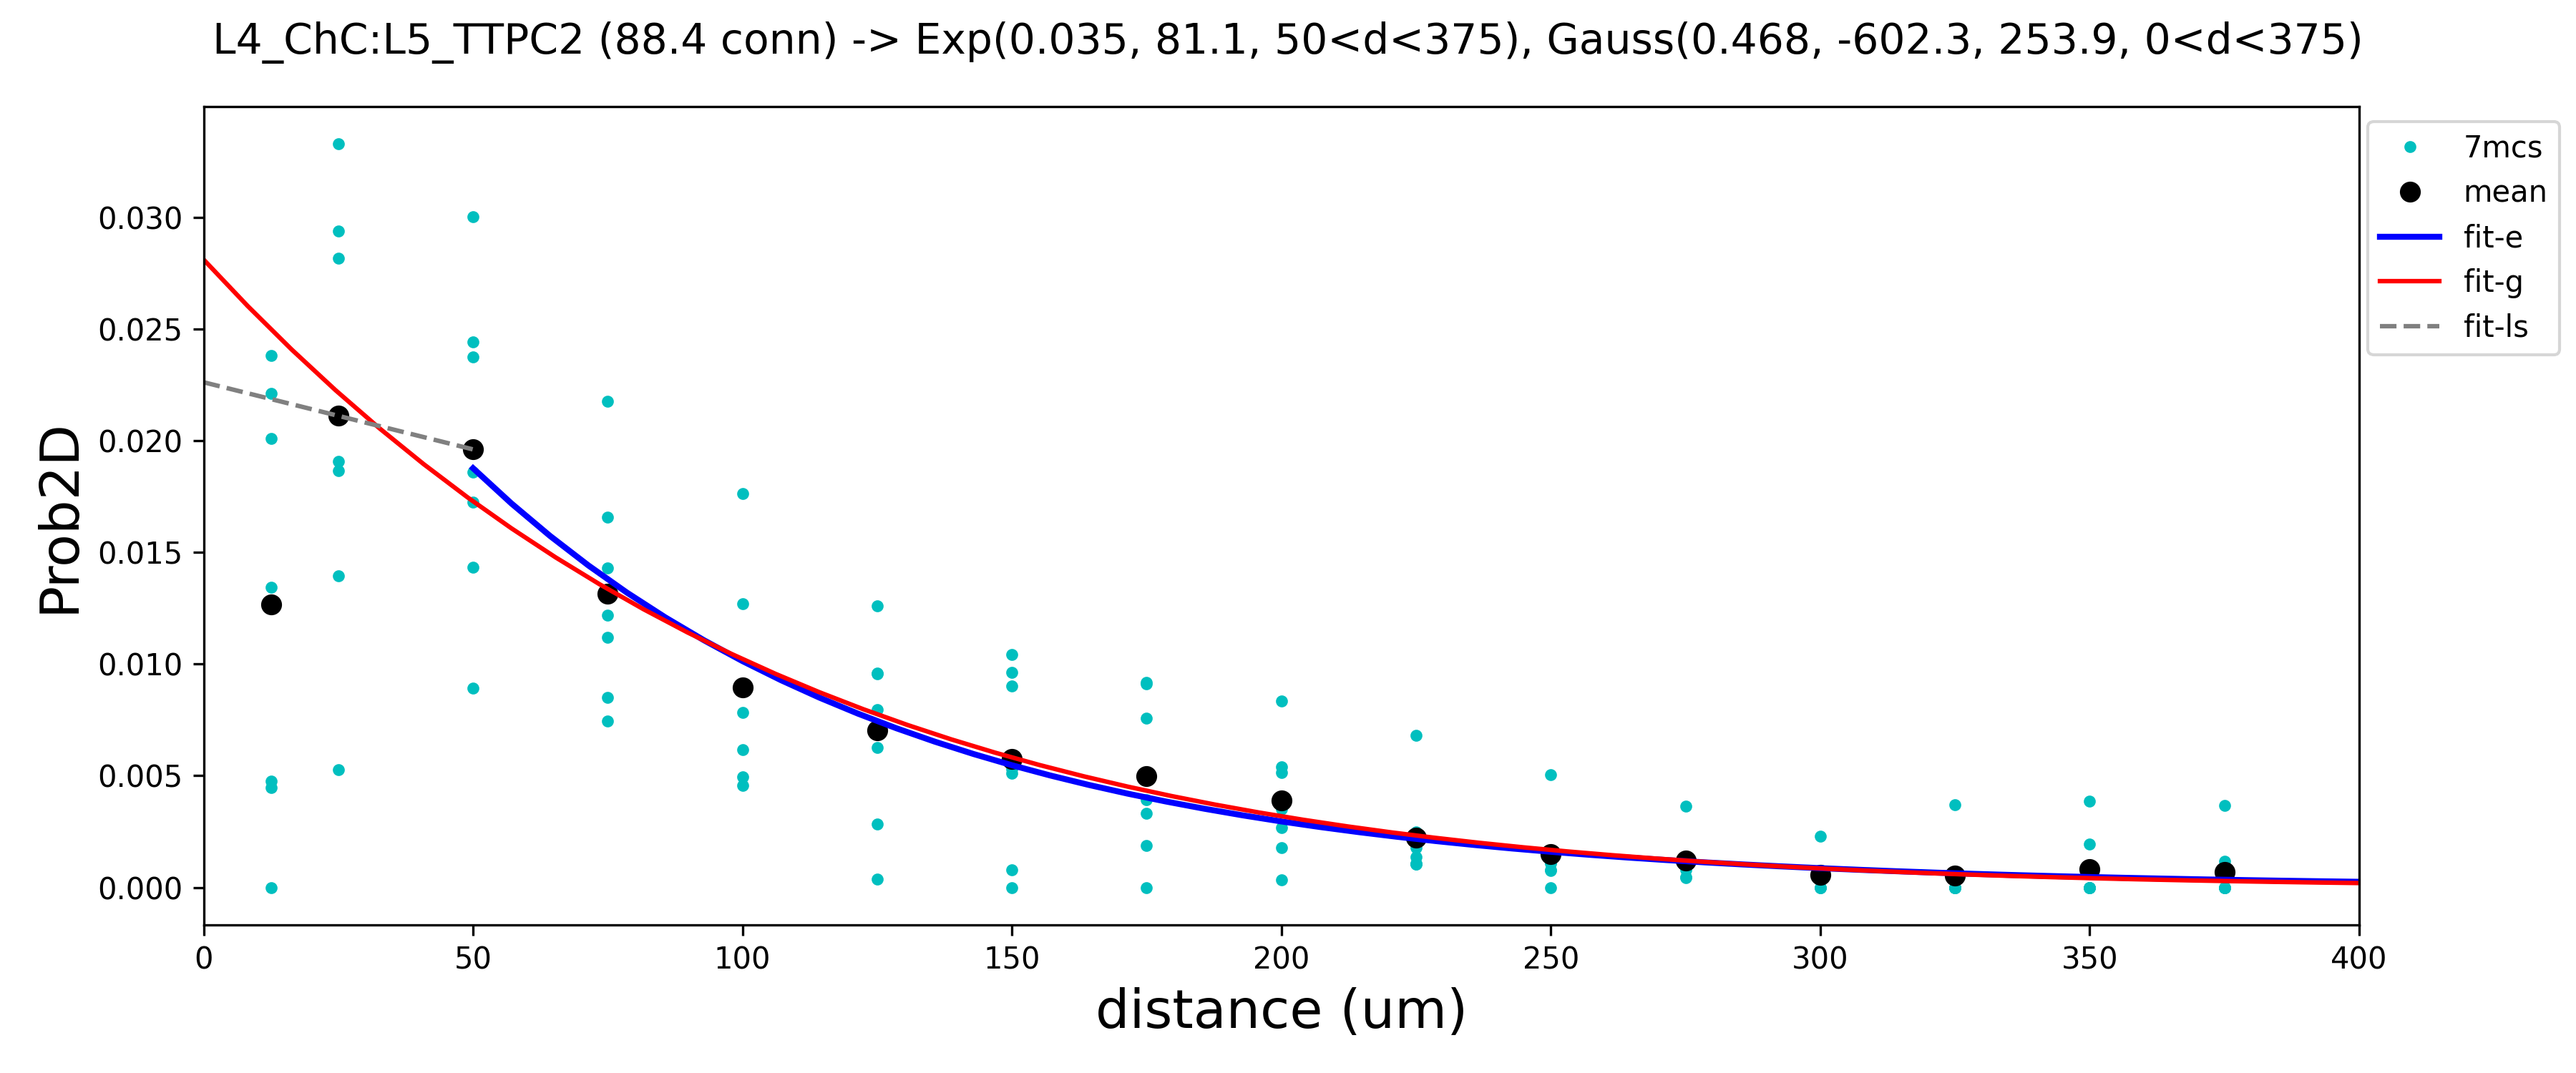 L4_ChC:L5_TTPC2 (88.4 conn) -> Exp(0.035, 81.1, 50<d<375), Gauss(0.468, -602.3, 253.9, 0<d<375)
7mcs
mean
fit-e
fit-g
fit-ls
Prob2D
0.030
0.025
0.020
0.015
0.010
0.005
0.000
0 50 100 150 200 250 300 350 400
distance (um)